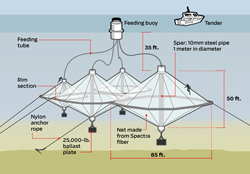 Feeding buoy
Tender
Feeding
tube
35 ft.
Spar: 10mm steel pipe
1 meter in diameter
Rim
section
50 ft.
Nylon
anchor
rope
25,000-lb.
ballast
plate
Net made
from Spectra
fiber
85 ft.